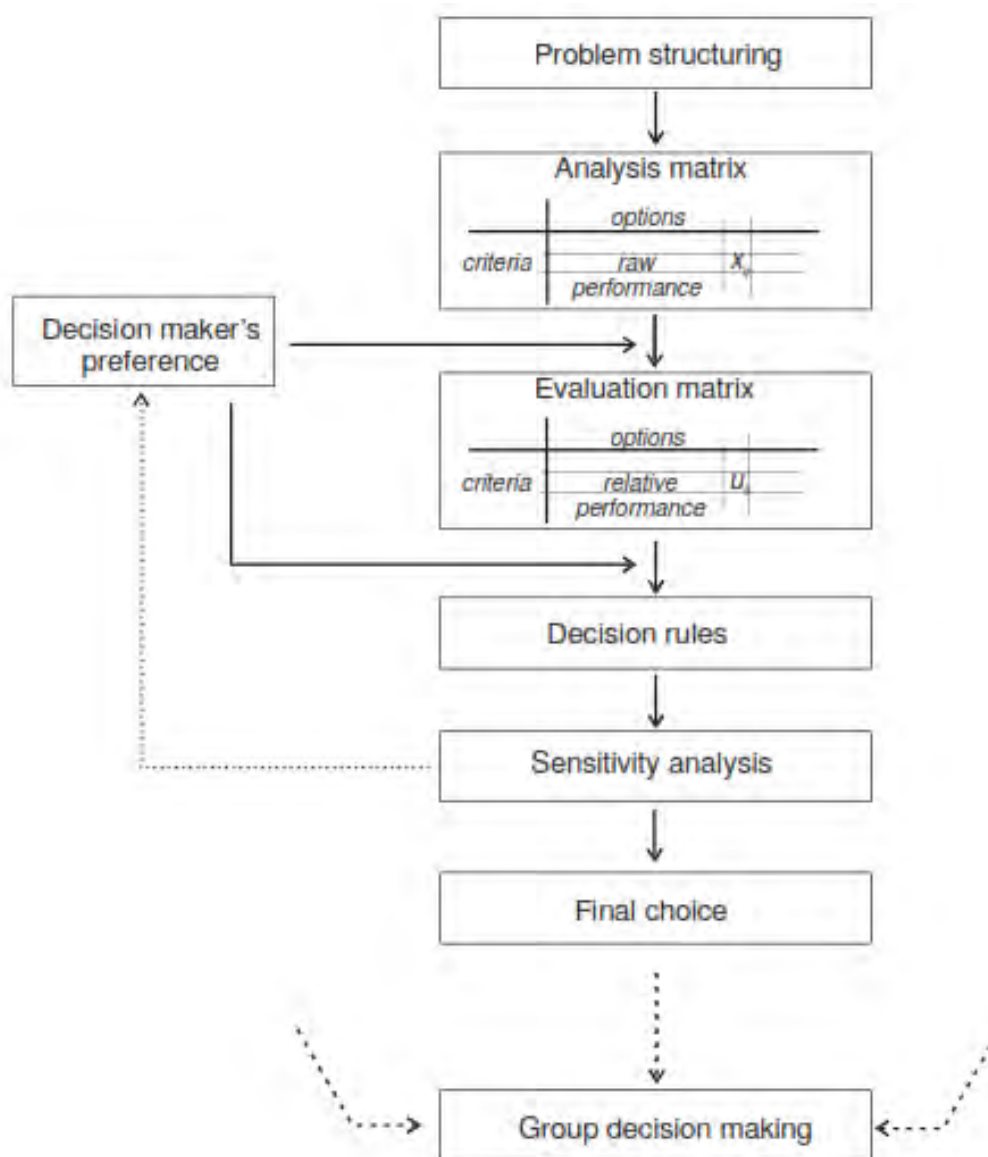 Problem structuring
Analysis matrix
options
criteria
raw
performance
X
Decision maker's
preference
Evaluation matrix
options
criteria
relative
performance
u
Decision rules
Sensitivity analysis
Final choice
Group decision making